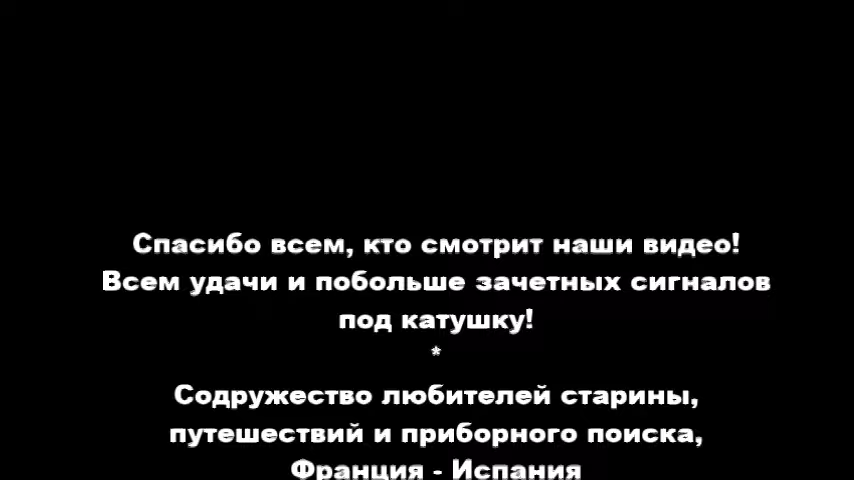 Спасибо всем, кто смотрит наши видео!
Всем удачи и побольше зачетных сигналов
под катушку!
*
Содружество любителей старины,
путешествий и приборного поиска,
Франция - Испания